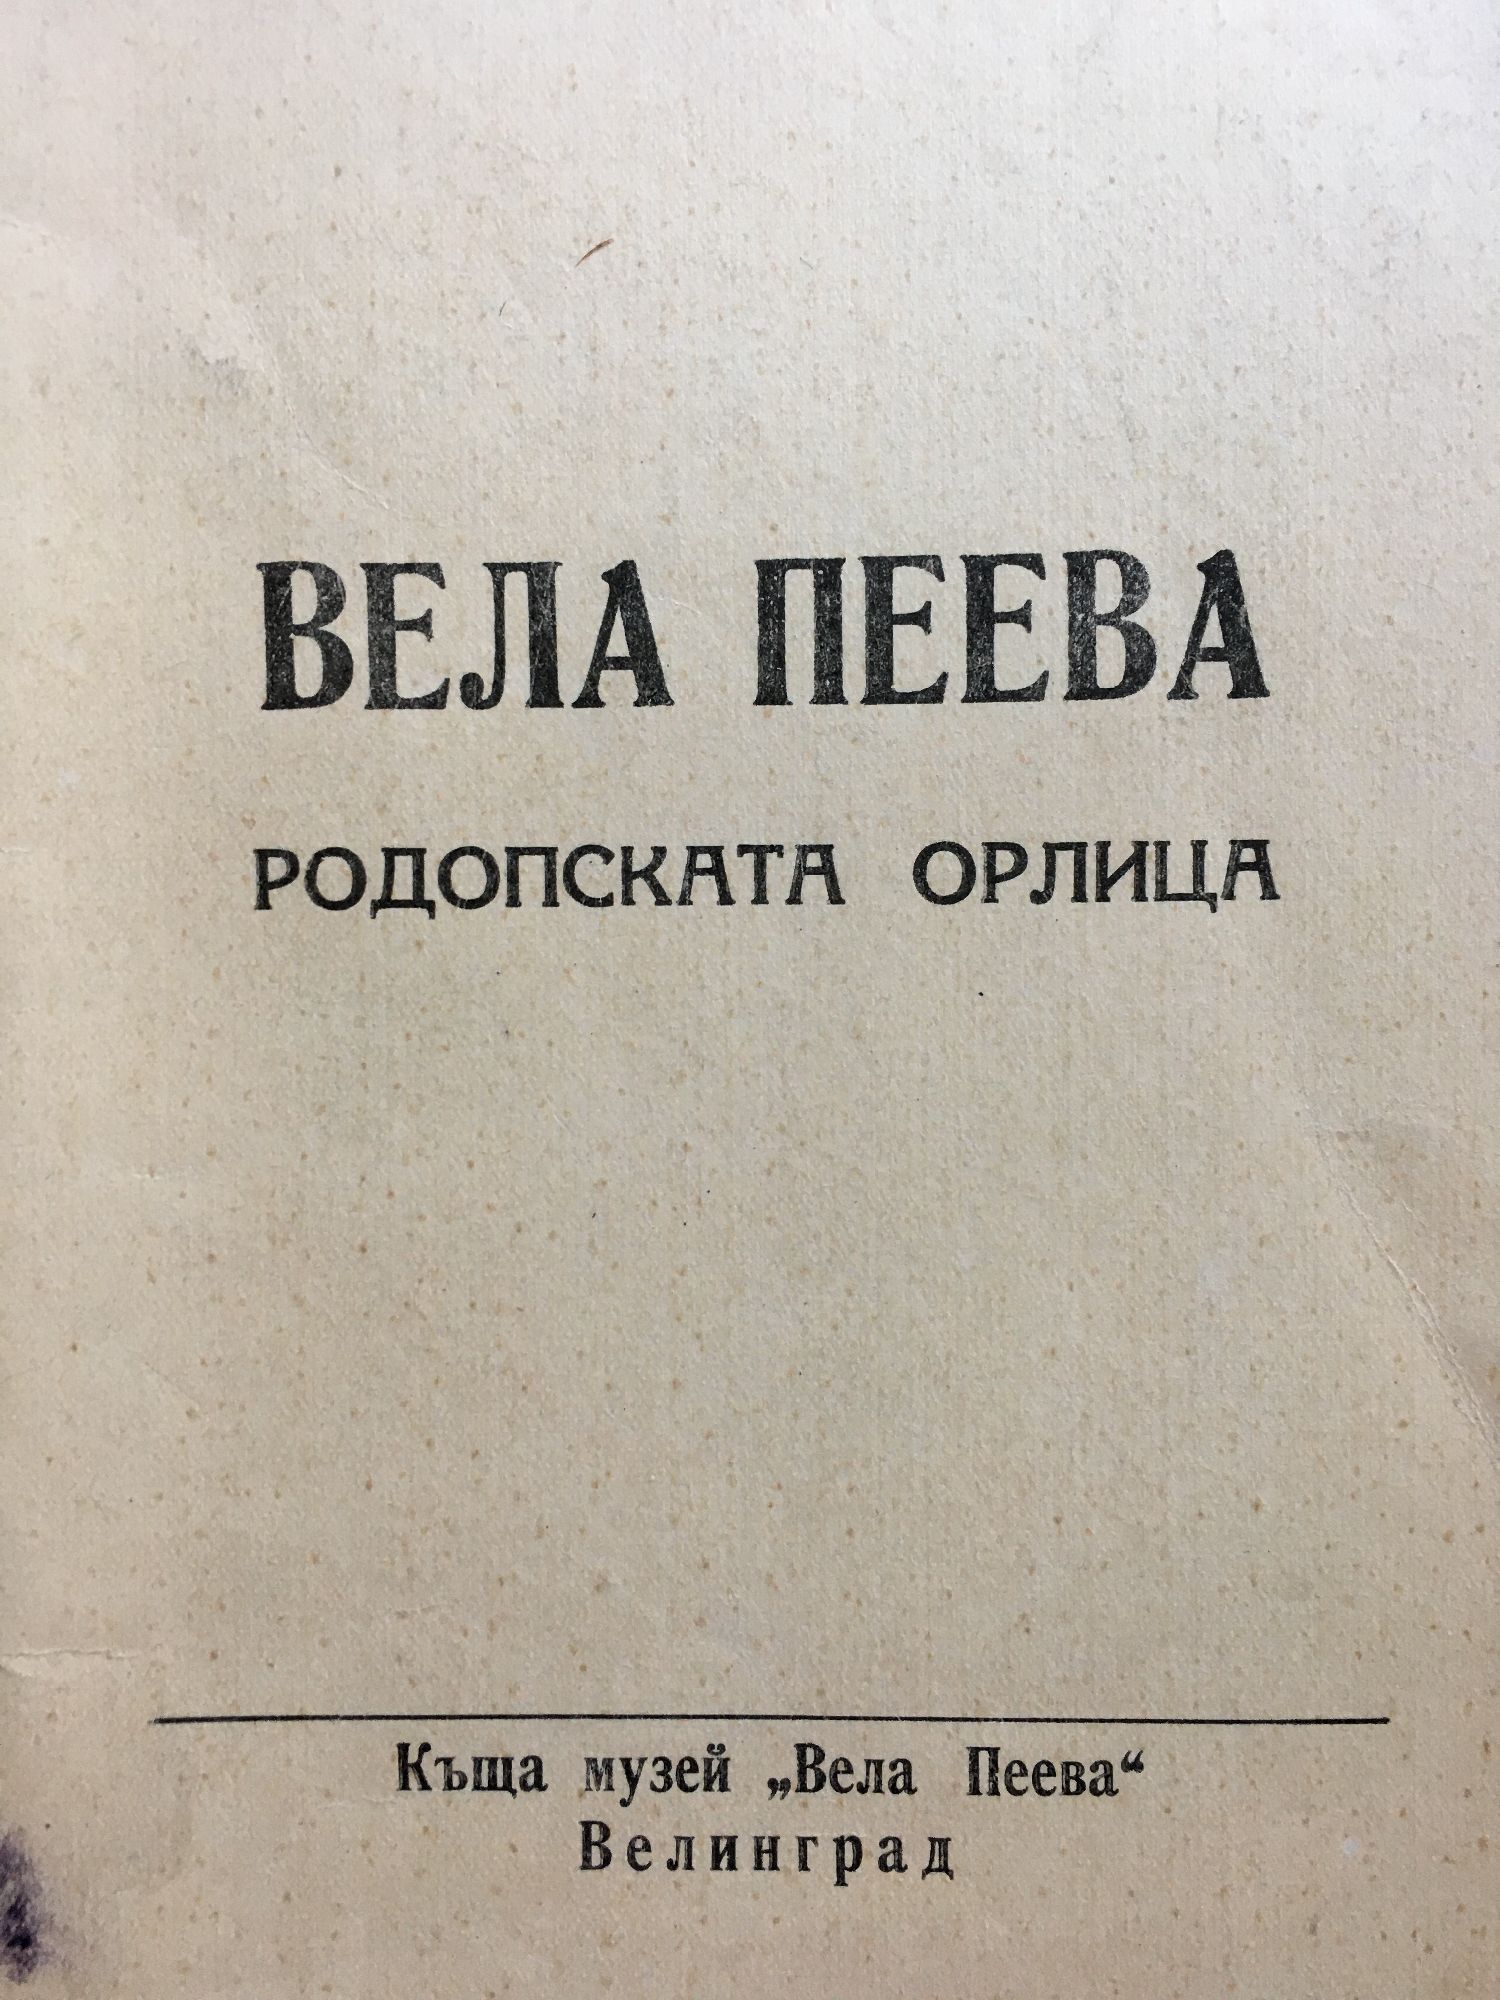 ВЕЛА ПЕЕВА
РОДОПСКАТА ОРЛИЦА
Къща музей „Вела Пеева“
Велинград